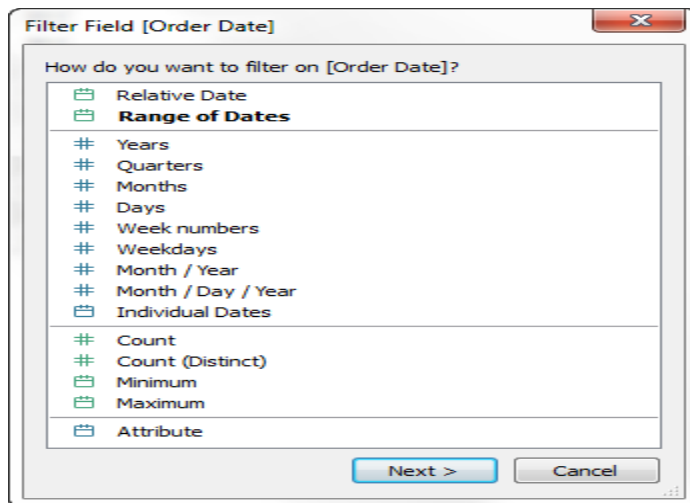 Filter Field [Order Date]
How do you want to filter on [Order Date]?
Relative Date
Range of Dates
Years
Quarters
Months
Days
Week numbers
Weekdays
Month / Year
Month / Day / Year
Individual Dates
Count
Count (Distinct)
Minimum
Maximum
Attribute
Next >
Cancel